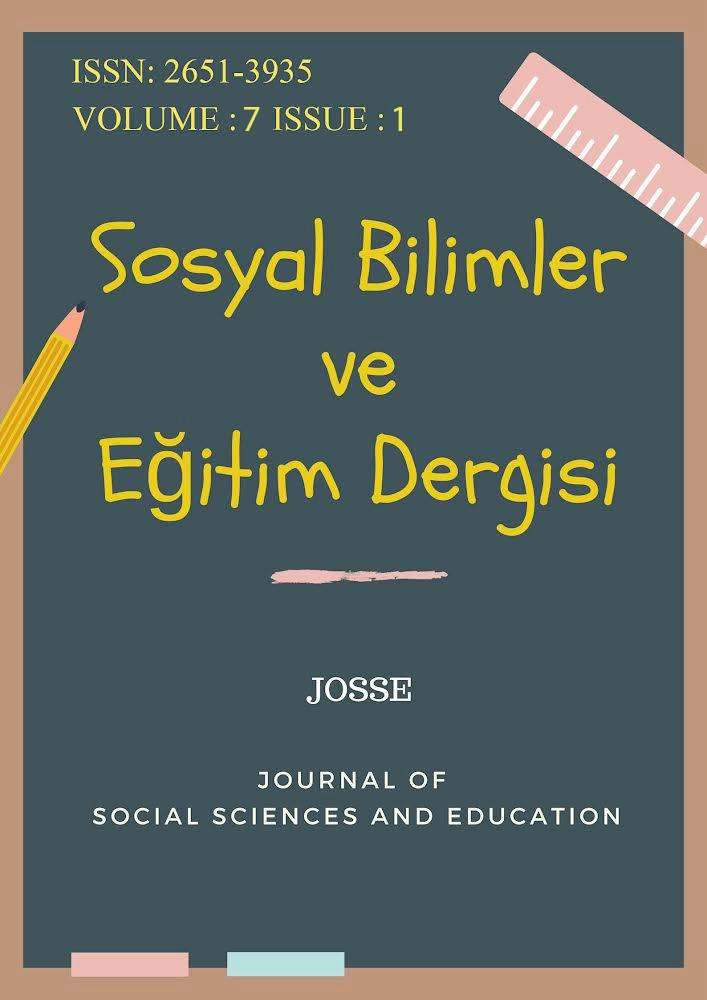 ISSN: 2651-3935
VOLUME : 7 ISSUE : 1
Sosyal Bilimler
ve
Eğitim Dergisi
JOSSE
JOURNAL OF
SOCIAL SCIENCES AND EDUCATION